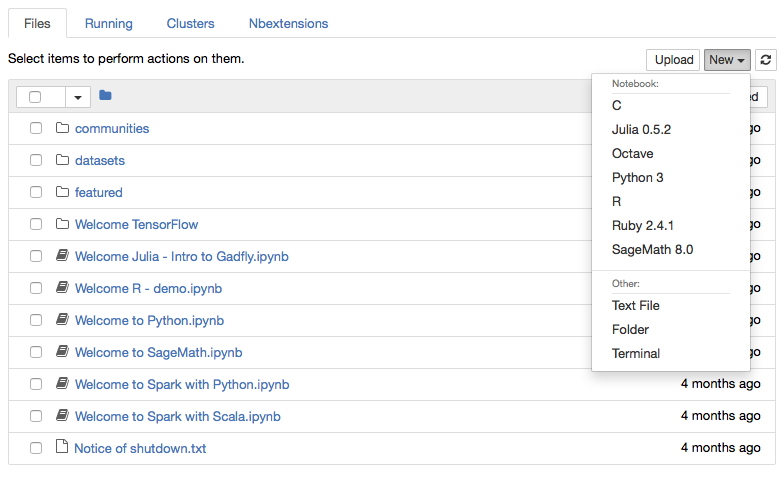 Files Running Clusters Nbextensions
Select items to perform actions on them.
Upload New
Notebook:
C
Julia 0.5.2
Octave
Python 3
R
Ruby 2.4.1
SageMath 8.0
Other:
Text File
Folder
Terminal
communities
datasets
featured
Welcome TensorFlow
Welcome Julia - Intro to Gadfly.ipynb
Welcome R - demo.ipynb
Welcome to Python.ipynb
Welcome to SageMath.ipynb
Welcome to Spark with Python.ipynb 4 months ago
Welcome to Spark with Scala.ipynb 4 months ago
Notice of shutdown.txt 4 months ago